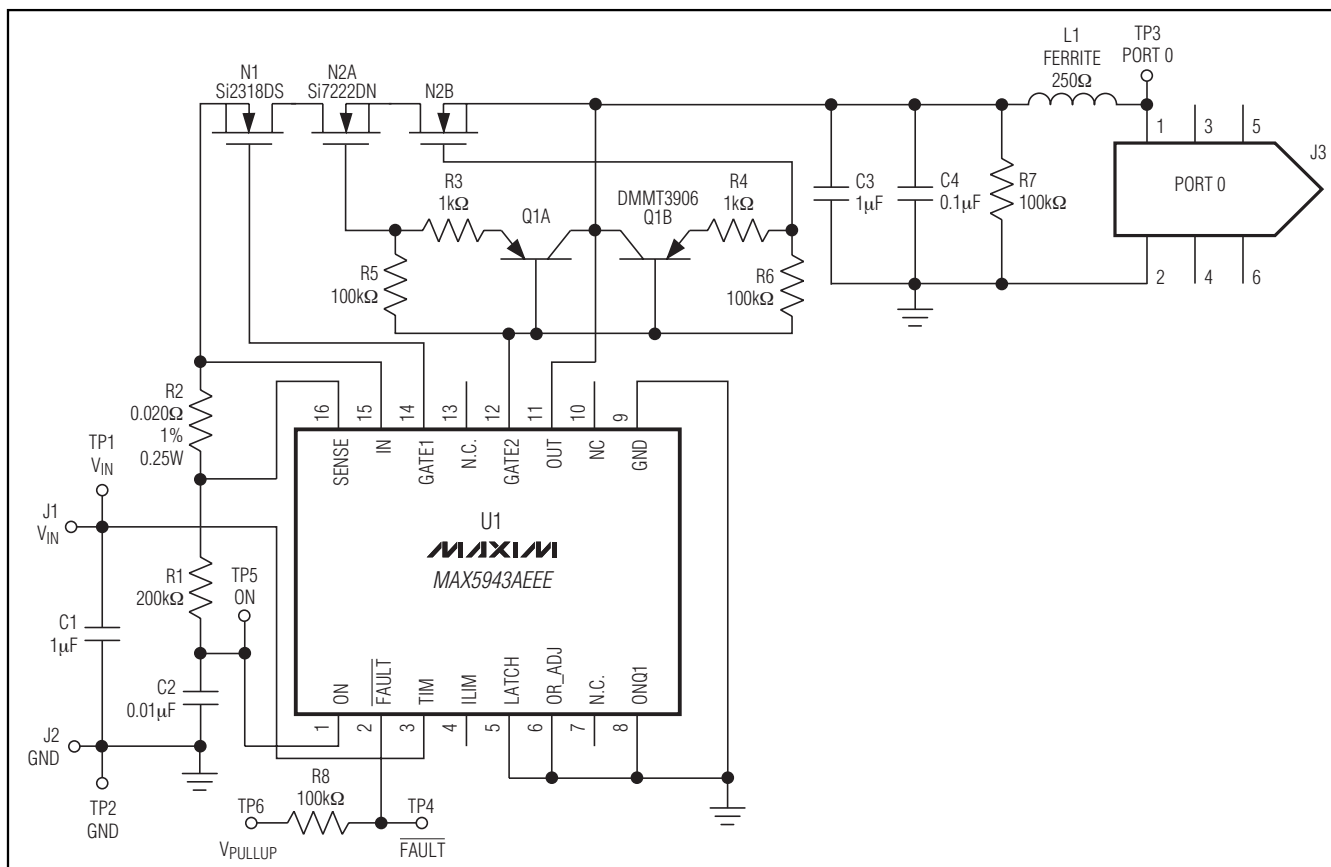 N1
Si2318DS
N2A
Si7222DN
N2B
L1
FERRITE
250Ω
TP3
PORT 0
1
3
5
J3
PORT 0
2
4
6
R3
1kΩ
Q1A
DMMT3906
Q1B
R4
1kΩ
C3
1µF
C4
0.1µF
R7
100kΩ
R5
100kΩ
R6
100kΩ
R2
0.020Ω
1%
0.25W
16
15
14
13
12
11
10
9
SENSE
IN
GATE1
N.C.
GATE2
OUT
NC
GND
TP1
VIN
J1
VIN
U1
MAXIM
MAX5943AEEE
R1
200kΩ
TP5
ON
C1
1µF
C2
0.01µF
ON
FAULT
TIM
ILIM
LATCH
OR_ADJ
N.C.
ONQ1
1
2
3
4
5
6
7
8
J2
GND
TP2
GND
R8
100kΩ
TP6
VPULLUP
TP4
FAULT